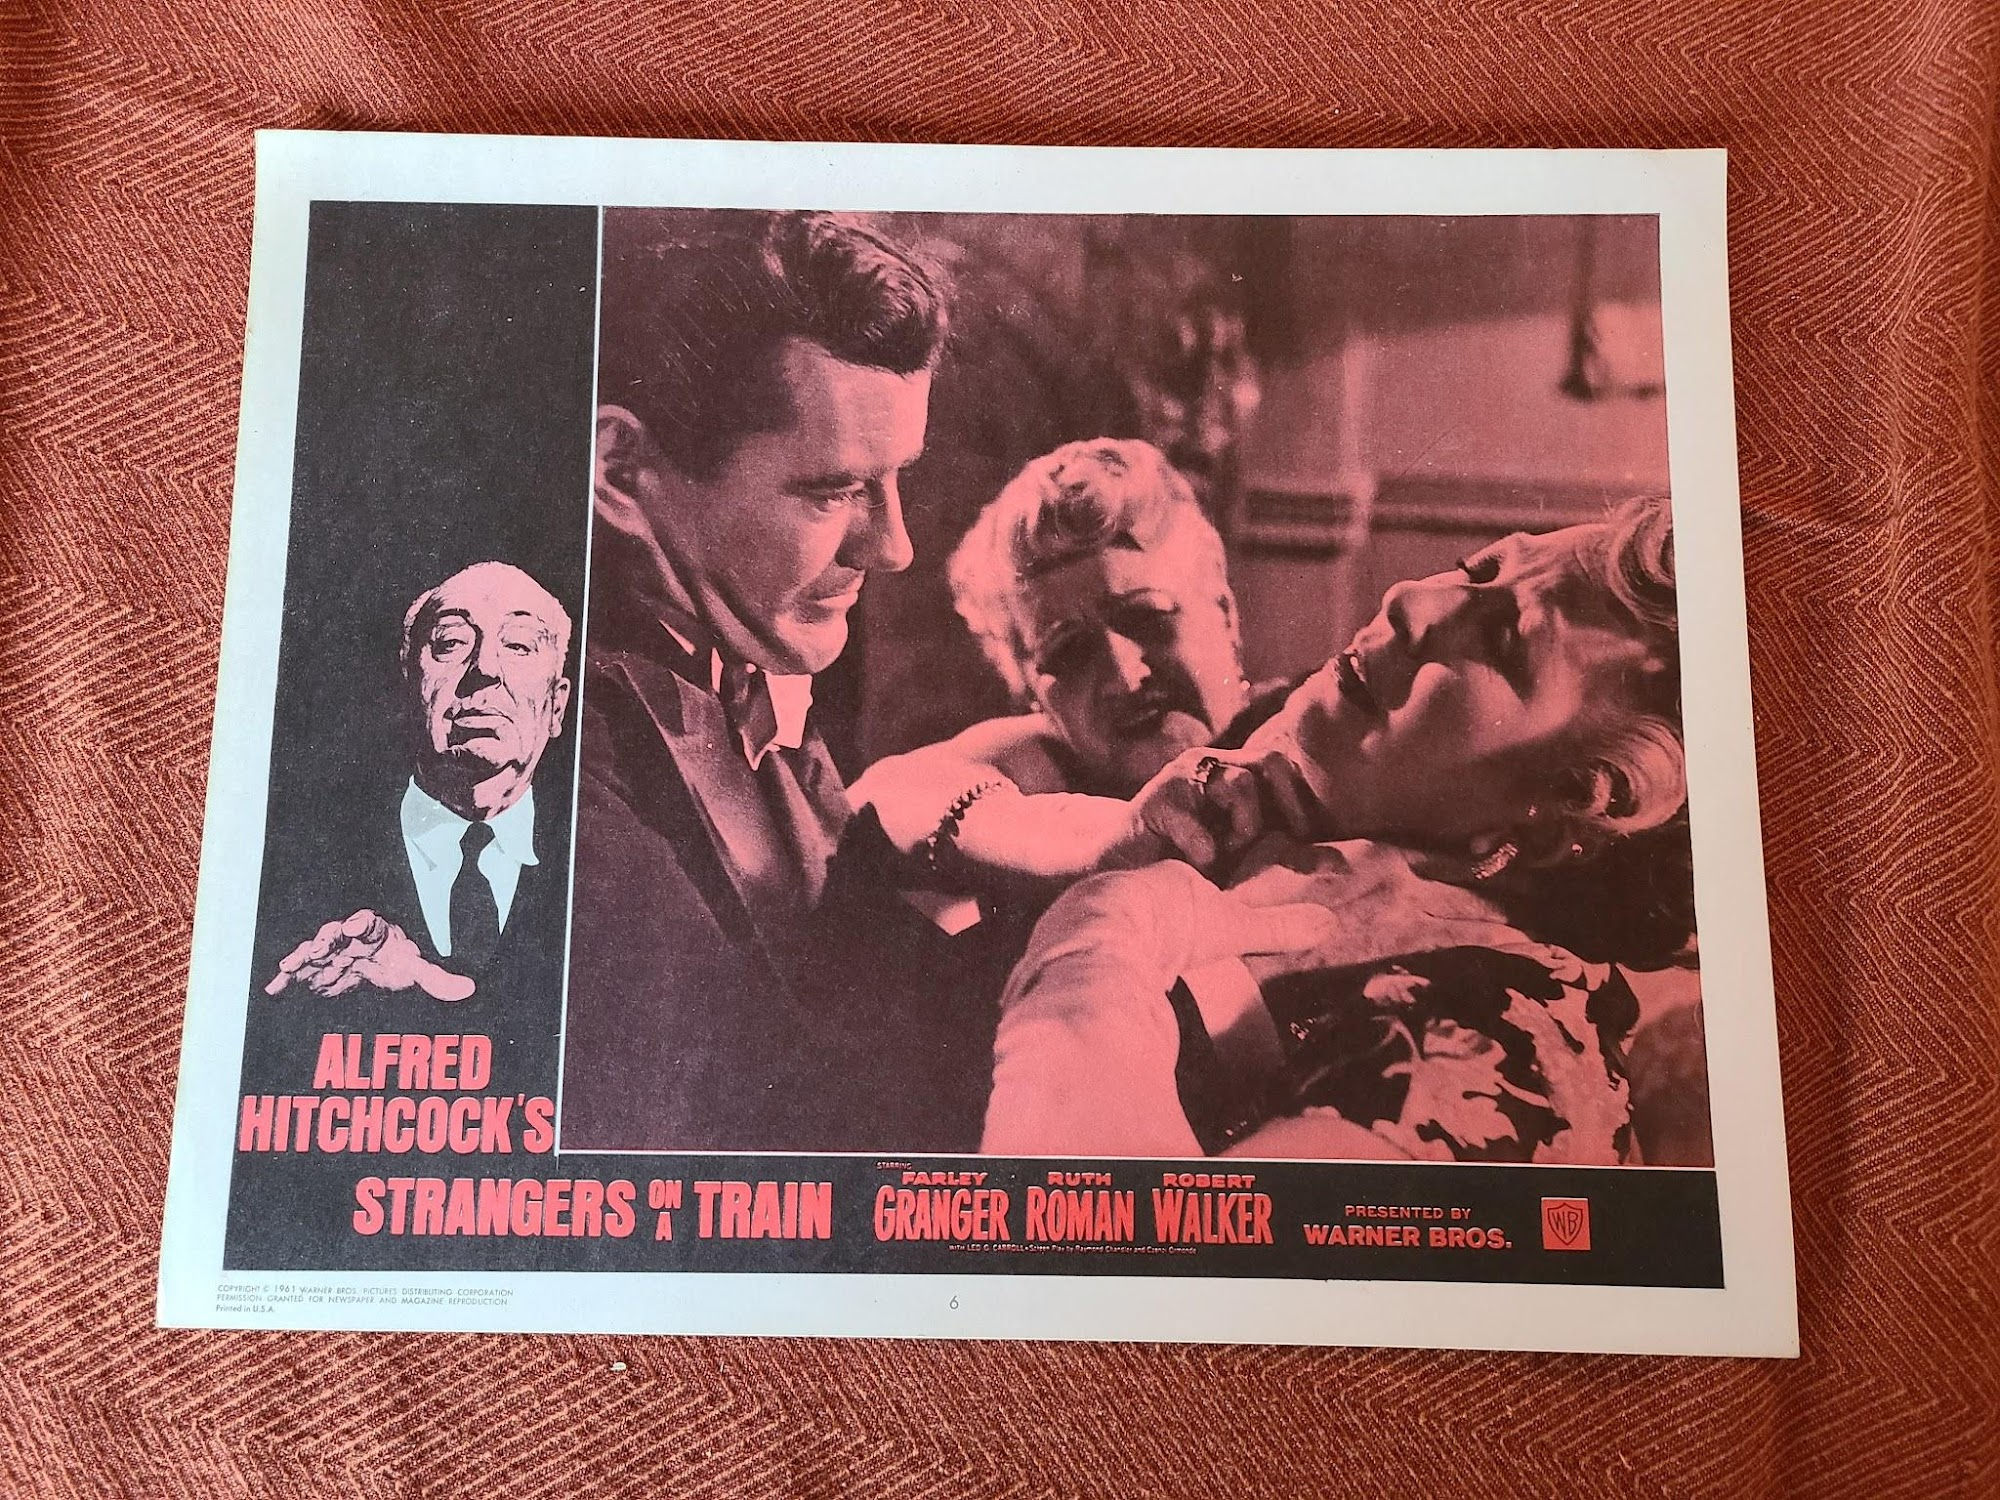 ALFRED
HITCHCOCK'S
STRANGERS ON A TRAIN
STARRING
FARLEY GRANGER
RUTH ROMAN
ROBERT WALKER
WITH LEO G. CARROLL • Screen Play by Raymond Chandler and Czenzi Ormonde
PRESENTED BY
WARNER BROS.
WB
COPYRIGHT © 1961 WARNER BROS. PICTURES DISTRIBUTING CORPORATION
PERMISSION GRANTED FOR NEWSPAPER AND MAGAZINE REPRODUCTION
Printed in U.S.A.
6